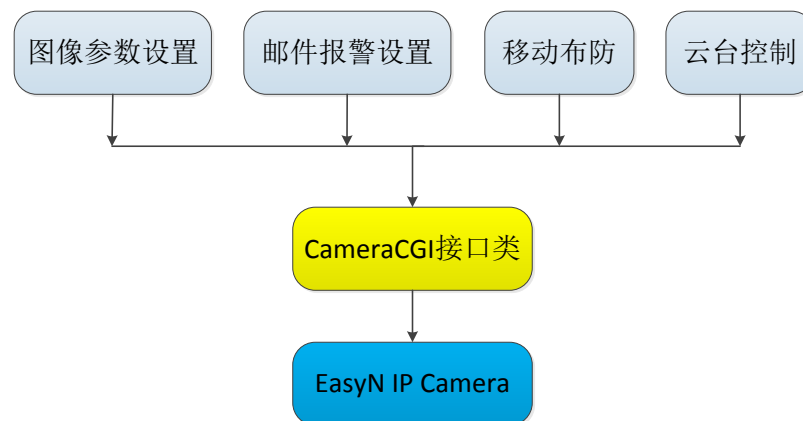 图像参数设置
邮件报警设置
移动布防
云台控制
CameraCGI接口类
EasyN IP Camera